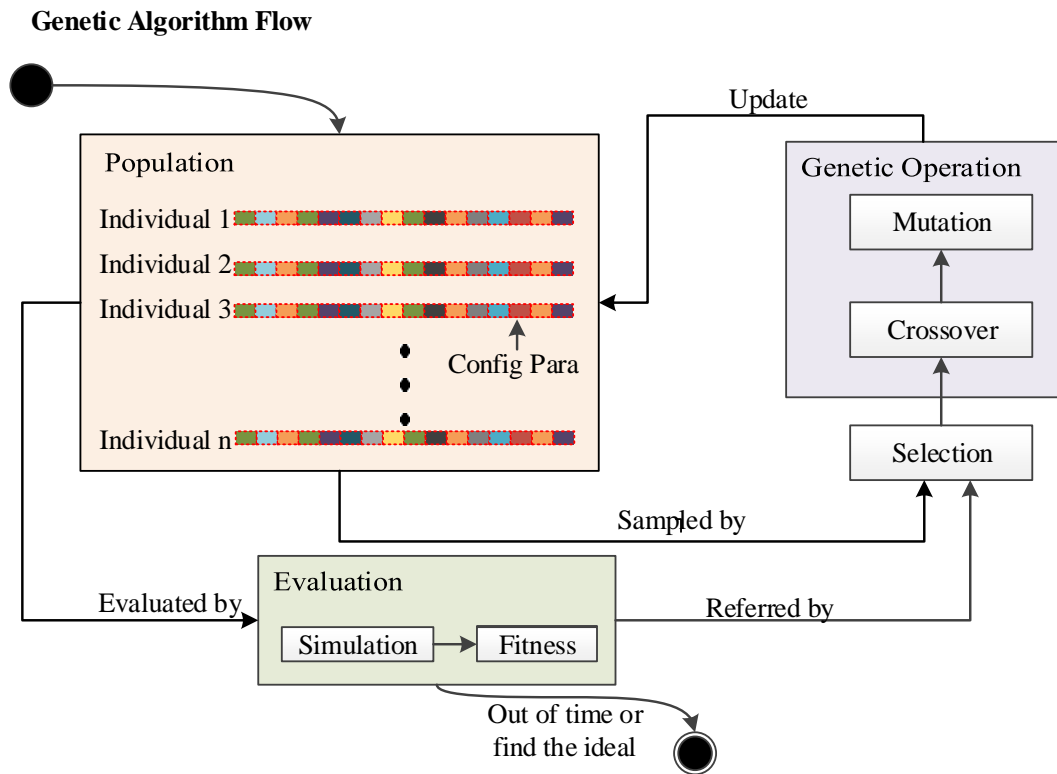 Genetic Algorithm Flow
Update
Population
Individual 1
Individual 2
Individual 3
Config Para
Individual n
Genetic Operation
Mutation
Crossover
Selection
Sampled by
Evaluation
Evaluated by
Simulation
Fitness
Referred by
Out of time or
find the ideal